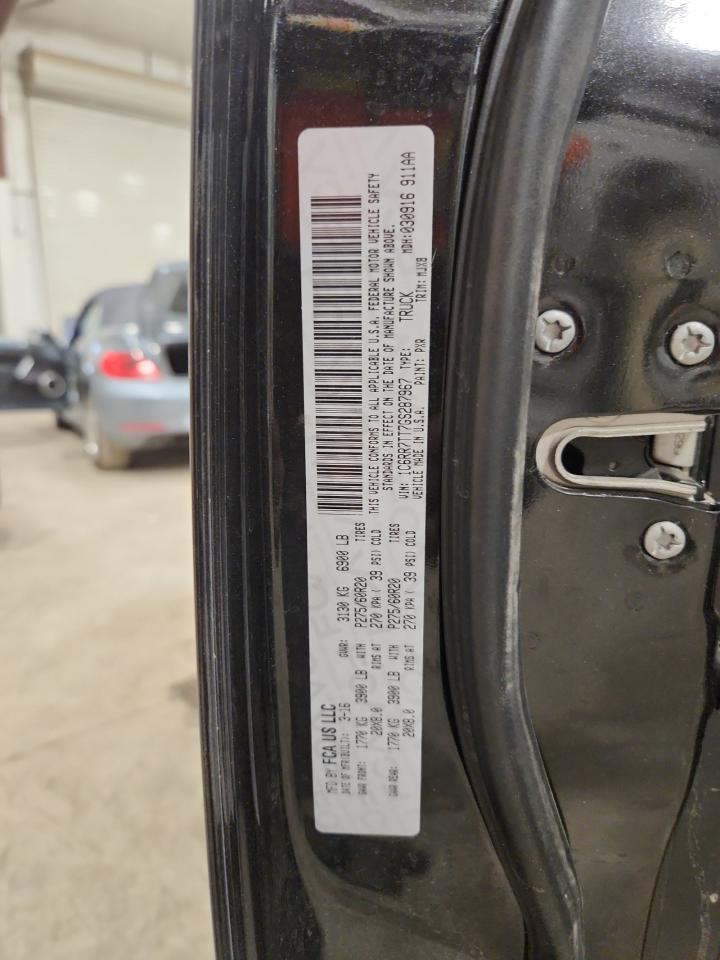 MFD BY FCA US LLC
DATE OF MFR(BUILT): 3-16 GVWR: 3130 KG 6900 LB
GAWR FRONT: 1770 KG 3900 LB WITH P275/60R20 TIRES
20X8.0 RIMS AT 270 KPA ( 39 PSI) COLD
GAWR REAR: 1770 KG 3900 LB WITH P275/60R20 TIRES
20X8.0 RIMS AT 270 KPA ( 39 PSI) COLD
THIS VEHICLE CONFORMS TO ALL APPLICABLE U.S.A. FEDERAL MOTOR VEHICLE SAFETY
STANDARDS IN EFFECT ON THE DATE OF MANUFACTURE SHOWN ABOVE.
VIN: 1C6RR7TT7GS287967 TYPE: TRUCK MDH:030916 911AA
VEHICLE MADE IN U.S.A. PAINT: PXR TRIM: MJX8